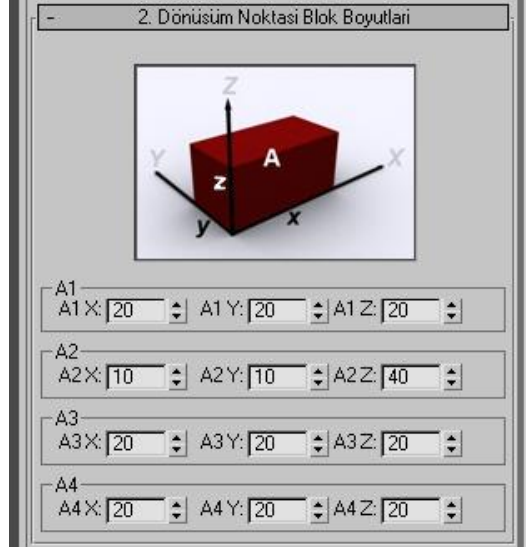 - 2. Dönüsüm Noktasi Blok Boyutlari
Z
Y A X
z
y x
A1
A1 X: 20 A1 Y: 20 A1 Z: 20
A2
A2 X: 10 A2 Y: 10 A2 Z: 40
A3
A3 X: 20 A3 Y: 20 A3 Z: 20
A4
A4 X: 20 A4 Y: 20 A4 Z: 20